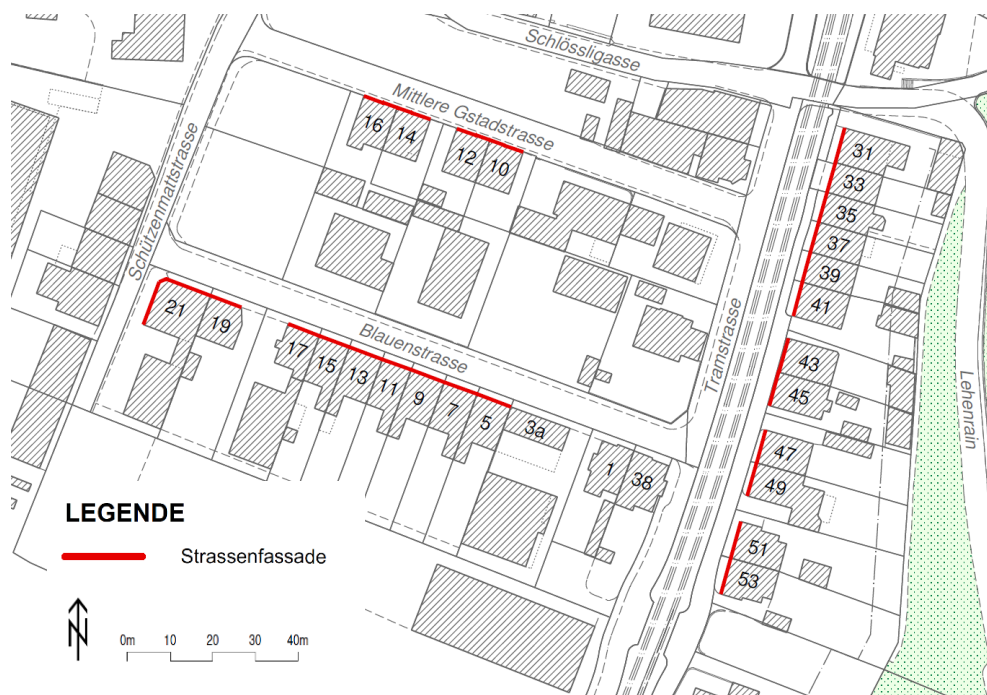 Schlössligasse
Mittlere Gstadstrasse
Schützenmattstrasse
16
14
12
10
31
33
35
37
39
41
21
19
Blauenstrasse
Tramstrasse
17
15
13
11
9
7
5
3a
43
45
Lehenrain
1
38
47
49
51
53
LEGENDE
Strassenfassade
N
0m 10 20 30 40m